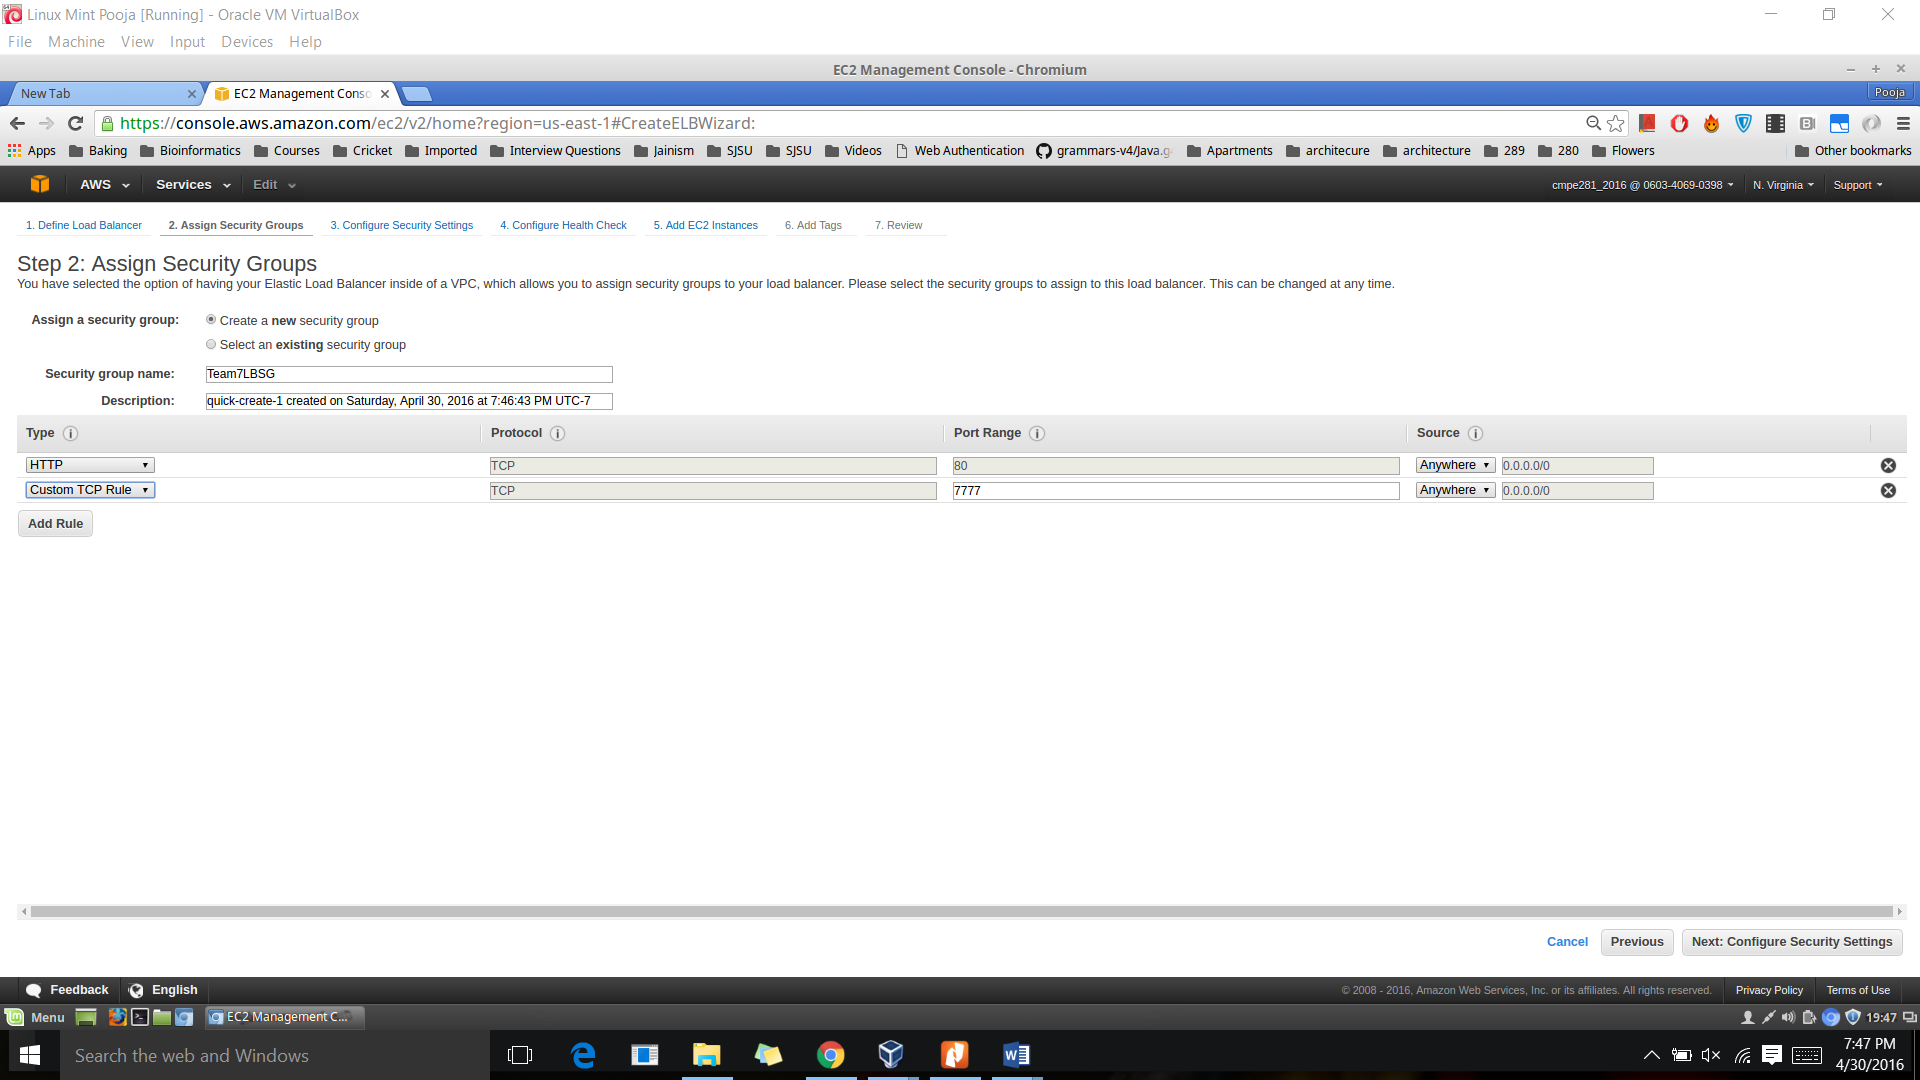 Linux Mint Pooja [Running] - Oracle VM VirtualBox
File Machine View Input Devices Help
EC2 Management Console - Chromium
New Tab
EC2 Management Conso
Pooja
https://console.aws.amazon.com/ec2/v2/home?region=us-east-1#CreateELBWizard:
Apps Baking Bioinformatics Courses Cricket Imported Interview Questions Jainism SJSU SJSU Videos Web Authentication grammars-v4/Java.g Apartments architecure architecture 289 280 Flowers Other bookmarks
AWS Services Edit cmpe281_2016 @ 0603-4069-0398 N. Virginia Support
1. Define Load Balancer 2. Assign Security Groups 3. Configure Security Settings 4. Configure Health Check 5. Add EC2 Instances 6. Add Tags 7. Review
Step 2: Assign Security Groups
You have selected the option of having your Elastic Load Balancer inside of a VPC, which allows you to assign security groups to your load balancer. Please select the security groups to assign to this load balancer. This can be changed at any time.
Assign a security group: Create a new security group
Select an existing security group
Security group name: Team7LBSG
Description: quick-create-1 created on Saturday, April 30, 2016 at 7:46:43 PM UTC-7
Type Protocol Port Range Source
HTTP TCP 80 Anywhere 0.0.0.0/0
Custom TCP Rule TCP 7777 Anywhere 0.0.0.0/0
Add Rule
Cancel Previous Next: Configure Security Settings
Feedback English © 2008 - 2016, Amazon Web Services, Inc. or its affiliates. All rights reserved. Privacy Policy Terms of Use
Menu EC2 Management C... 19:47
Search the web and Windows
7:47 PM
4/30/2016